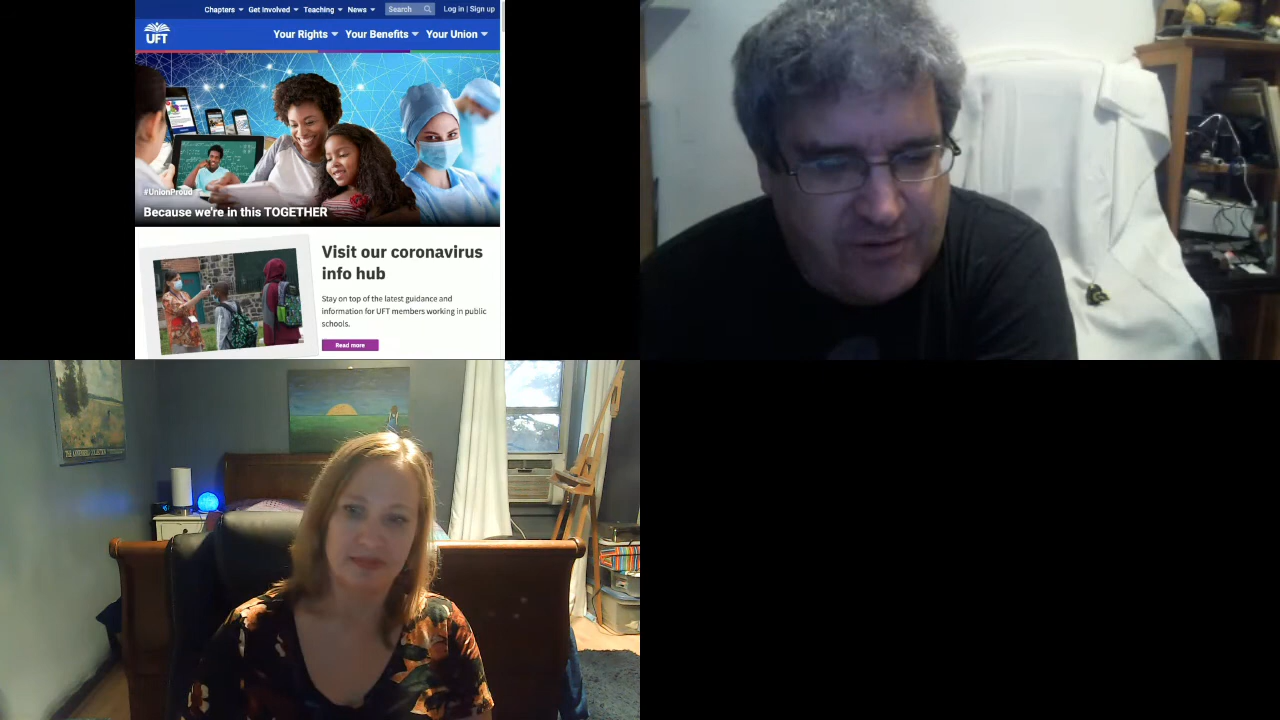 Chapters Get Involved Teaching News Search Log in | Sign up
UFT
Your Rights Your Benefits Your Union
#UnionProud
Because we're in this TOGETHER
Visit our coronavirus
info hub
Stay on top of the latest guidance and
information for UFT members working in public
schools.
Read more